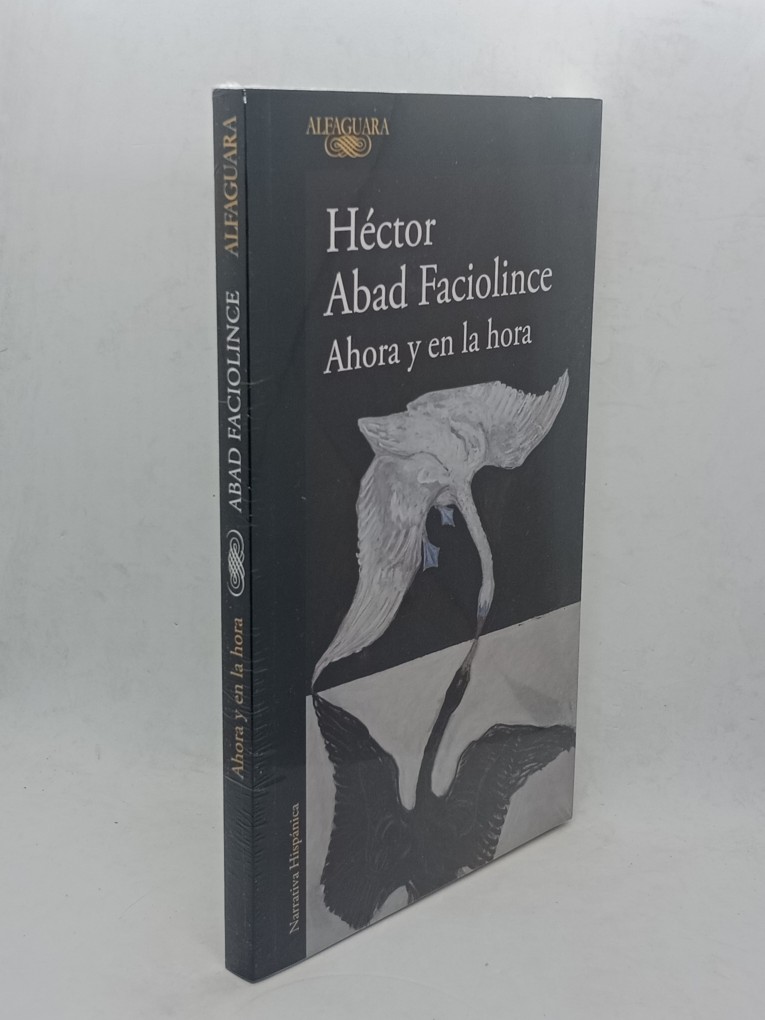 ALFAGUARA
Héctor
Abad Faciolince
Ahora y en la hora
Narrativa Hispánica
Ahora y en la hora
ABAD FACIOLINCE
ALFAGUARA